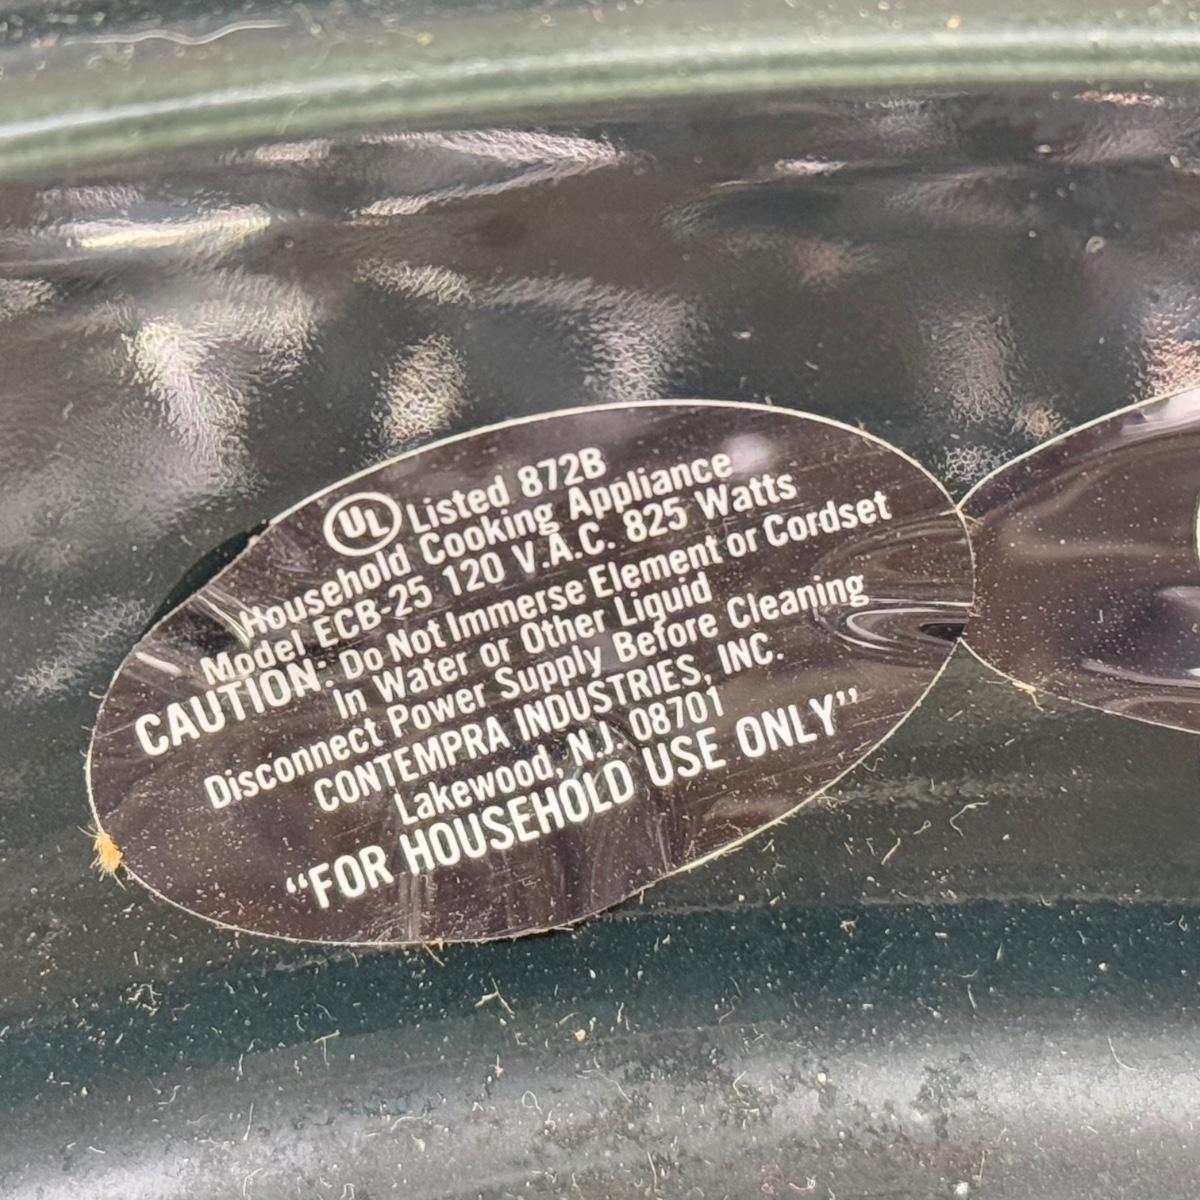 UL Listed 872B
Household Cooking Appliance
Model ECB-25 120 V.A.C. 825 Watts
CAUTION: Do Not Immerse Element or Cordset
In Water or Other Liquid
Disconnect Power Supply Before Cleaning
CONTEMPRA INDUSTRIES, INC.
Lakewood, N.J. 08701
“FOR HOUSEHOLD USE ONLY”